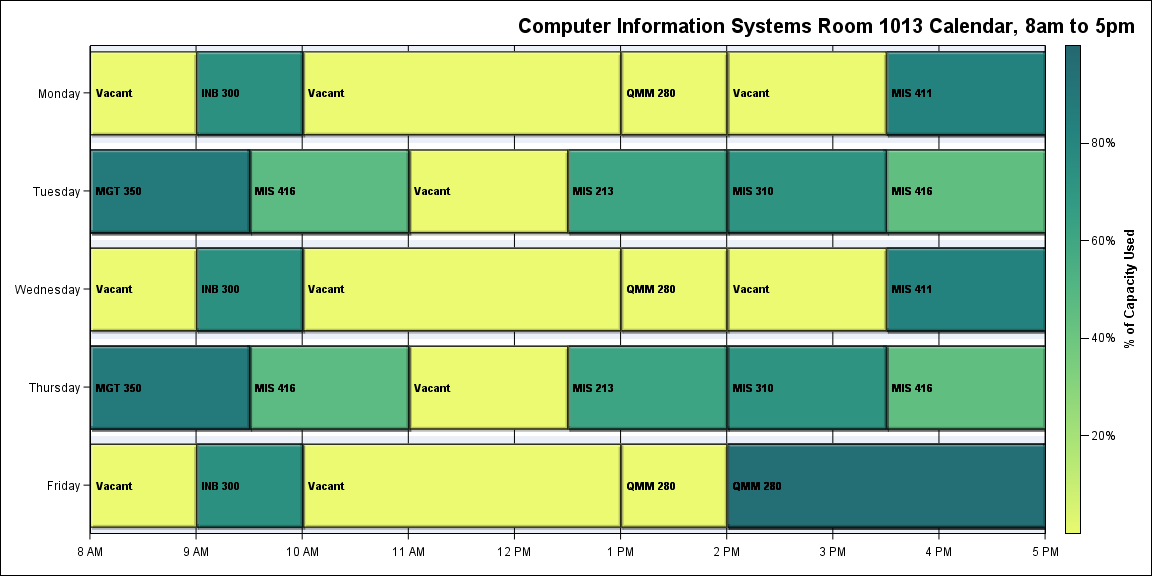 Computer Information Systems Room 1013 Calendar, 8am to 5pm
Monday
Vacant
INB 300
Vacant
QMM 280
Vacant
MIS 411
Tuesday
MGT 350
MIS 416
Vacant
MIS 213
MIS 310
MIS 416
Wednesday
Vacant
INB 300
Vacant
QMM 280
Vacant
MIS 411
Thursday
MGT 350
MIS 416
Vacant
MIS 213
MIS 310
MIS 416
Friday
Vacant
INB 300
Vacant
QMM 280
QMM 280
8 AM
9 AM
10 AM
11 AM
12 PM
1 PM
2 PM
3 PM
4 PM
5 PM
80%
60%
40%
20%
% of Capacity Used